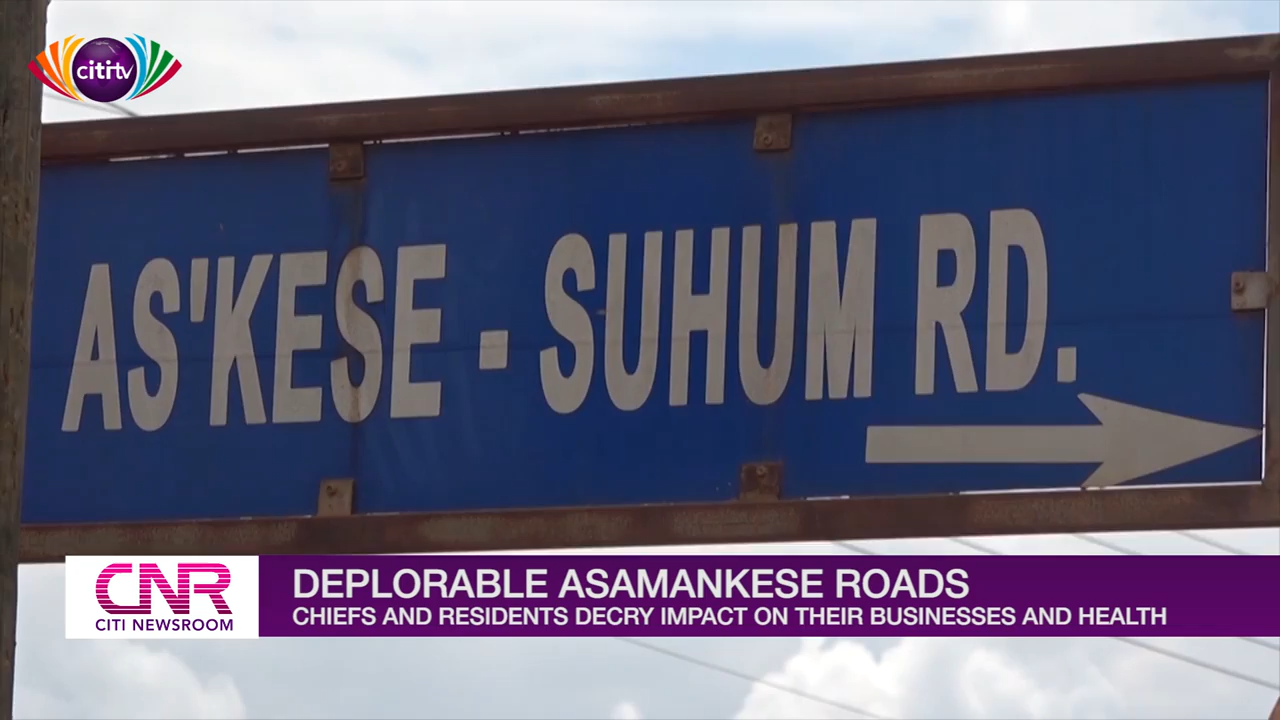 citi tv
AS'KESE - SUHUM RD.
CNR
CITI NEWSROOM
DEPLORABLE ASAMANKESE ROADS
CHIEFS AND RESIDENTS DECRY IMPACT ON THEIR BUSINESSES AND HEALTH